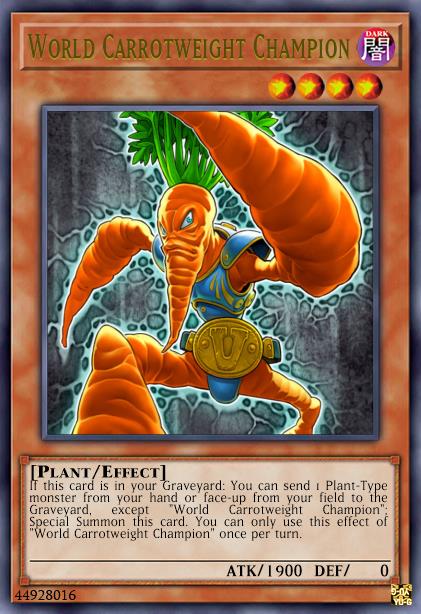 World Carrotweight Champion
DARK
闇
[Plant/Effect]
If this card is in your Graveyard: You can send 1 Plant-Type
monster from your hand or face-up from your field to the
Graveyard, except "World Carrotweight Champion";
Special Summon this card. You can only use this effect of
"World Carrotweight Champion" once per turn.
ATK/1900 DEF/ 0
44928016